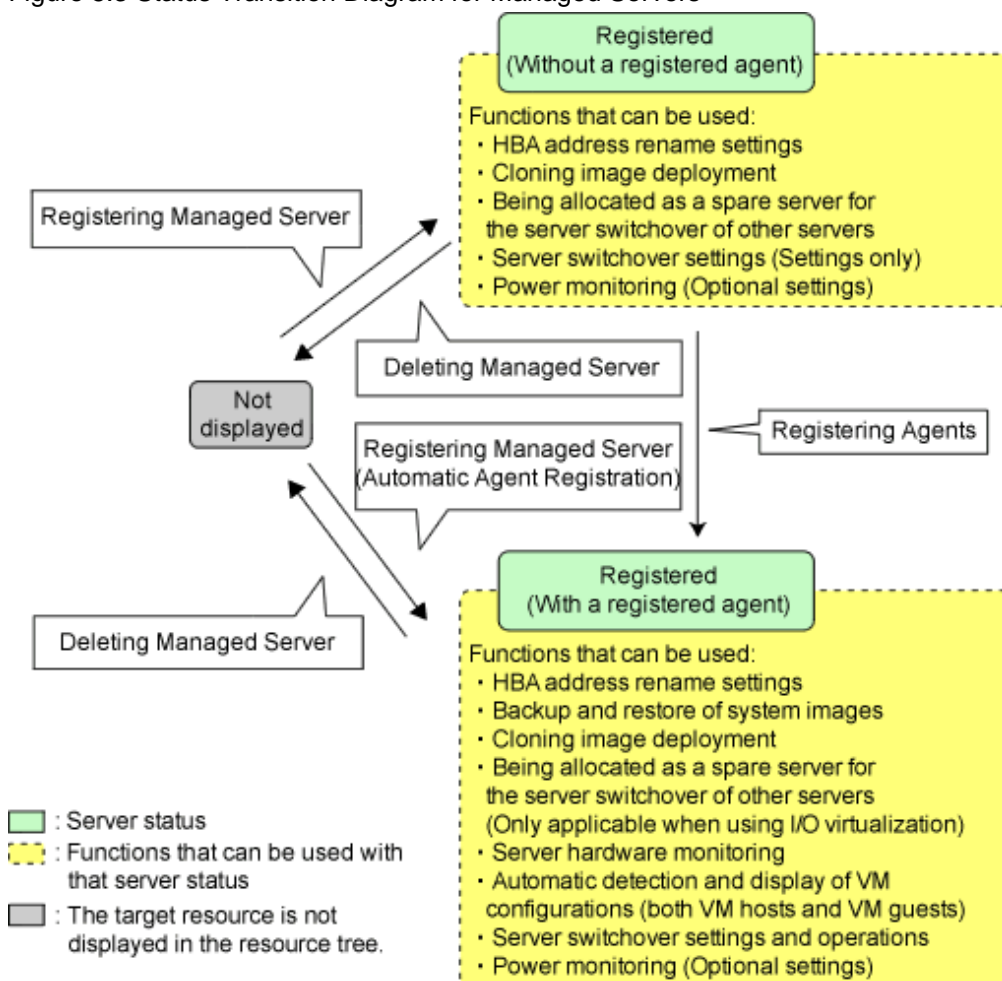 Figure 3.3 Status Transition Diagram for Managed Servers
Registered
(Without a registered agent)
Functions that can be used:
・HBA address rename settings
・Cloning image deployment
・Being allocated as a spare server for
the server switchover of other servers
・Server switchover settings (Settings only)
・Power monitoring (Optional settings)
Registering Managed Server
Deleting Managed Server
Not
displayed
Registering Managed Server
(Automatic Agent Registration)
Registering Agents
Deleting Managed Server
Registered
(With a registered agent)
Functions that can be used:
・HBA address rename settings
・Backup and restore of system images
・Cloning image deployment
・Being allocated as a spare server for
the server switchover of other servers
(Only applicable when using I/O virtualization)
・Server hardware monitoring
・Automatic detection and display of VM
configurations (both VM hosts and VM guests)
・Server switchover settings and operations
・Power monitoring (Optional settings)
: Server status
: Functions that can be used with
that server status
: The target resource is not
displayed in the resource tree.